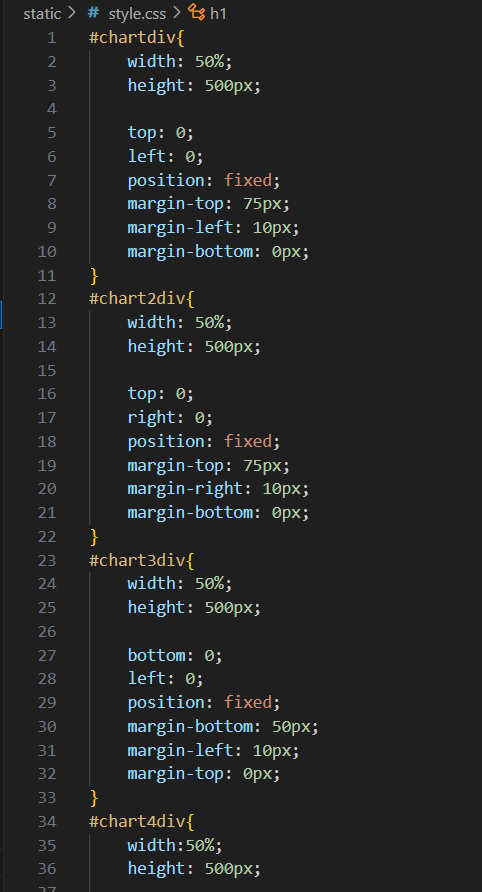 static > # style.css > h1
1 #chartdiv{
2 width: 50%;
3 height: 500px;
4
5 top: 0;
6 left: 0;
7 position: fixed;
8 margin-top: 75px;
9 margin-left: 10px;
10 margin-bottom: 0px;
11 }
12 #chart2div{
13 width: 50%;
14 height: 500px;
15
16 top: 0;
17 right: 0;
18 position: fixed;
19 margin-top: 75px;
20 margin-right: 10px;
21 margin-bottom: 0px;
22 }
23 #chart3div{
24 width: 50%;
25 height: 500px;
26
27 bottom: 0;
28 left: 0;
29 position: fixed;
30 margin-bottom: 50px;
31 margin-left: 10px;
32 margin-top: 0px;
33 }
34 #chart4div{
35 width:50%;
36 height: 500px;
37